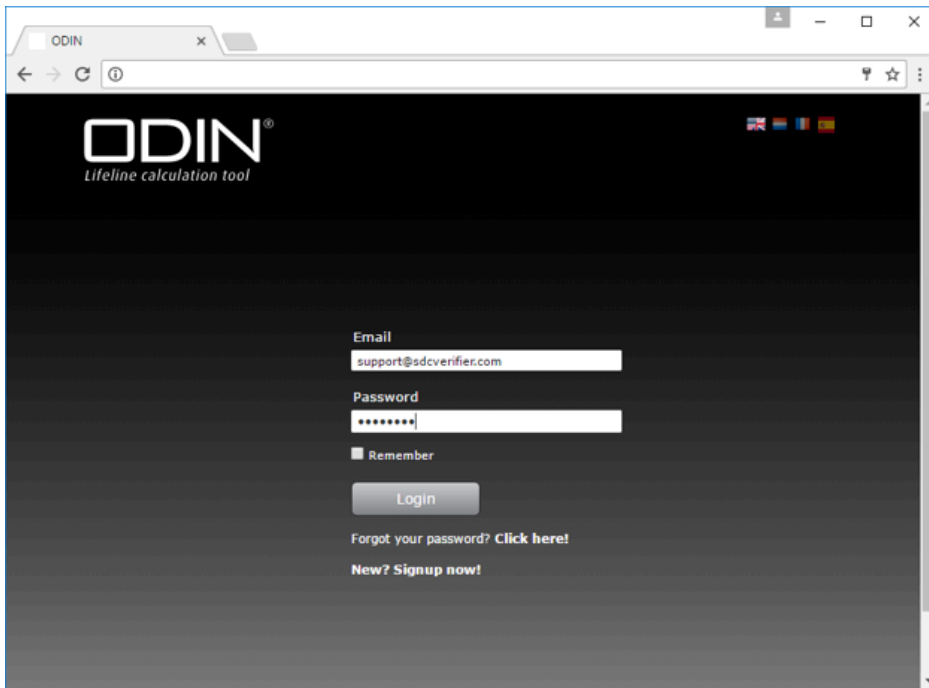 ODIN
ODIN®
Lifeline calculation tool
Email
support@sdcverifier.com
Password
••••••••
Remember
Login
Forgot your password? Click here!
New? Signup now!